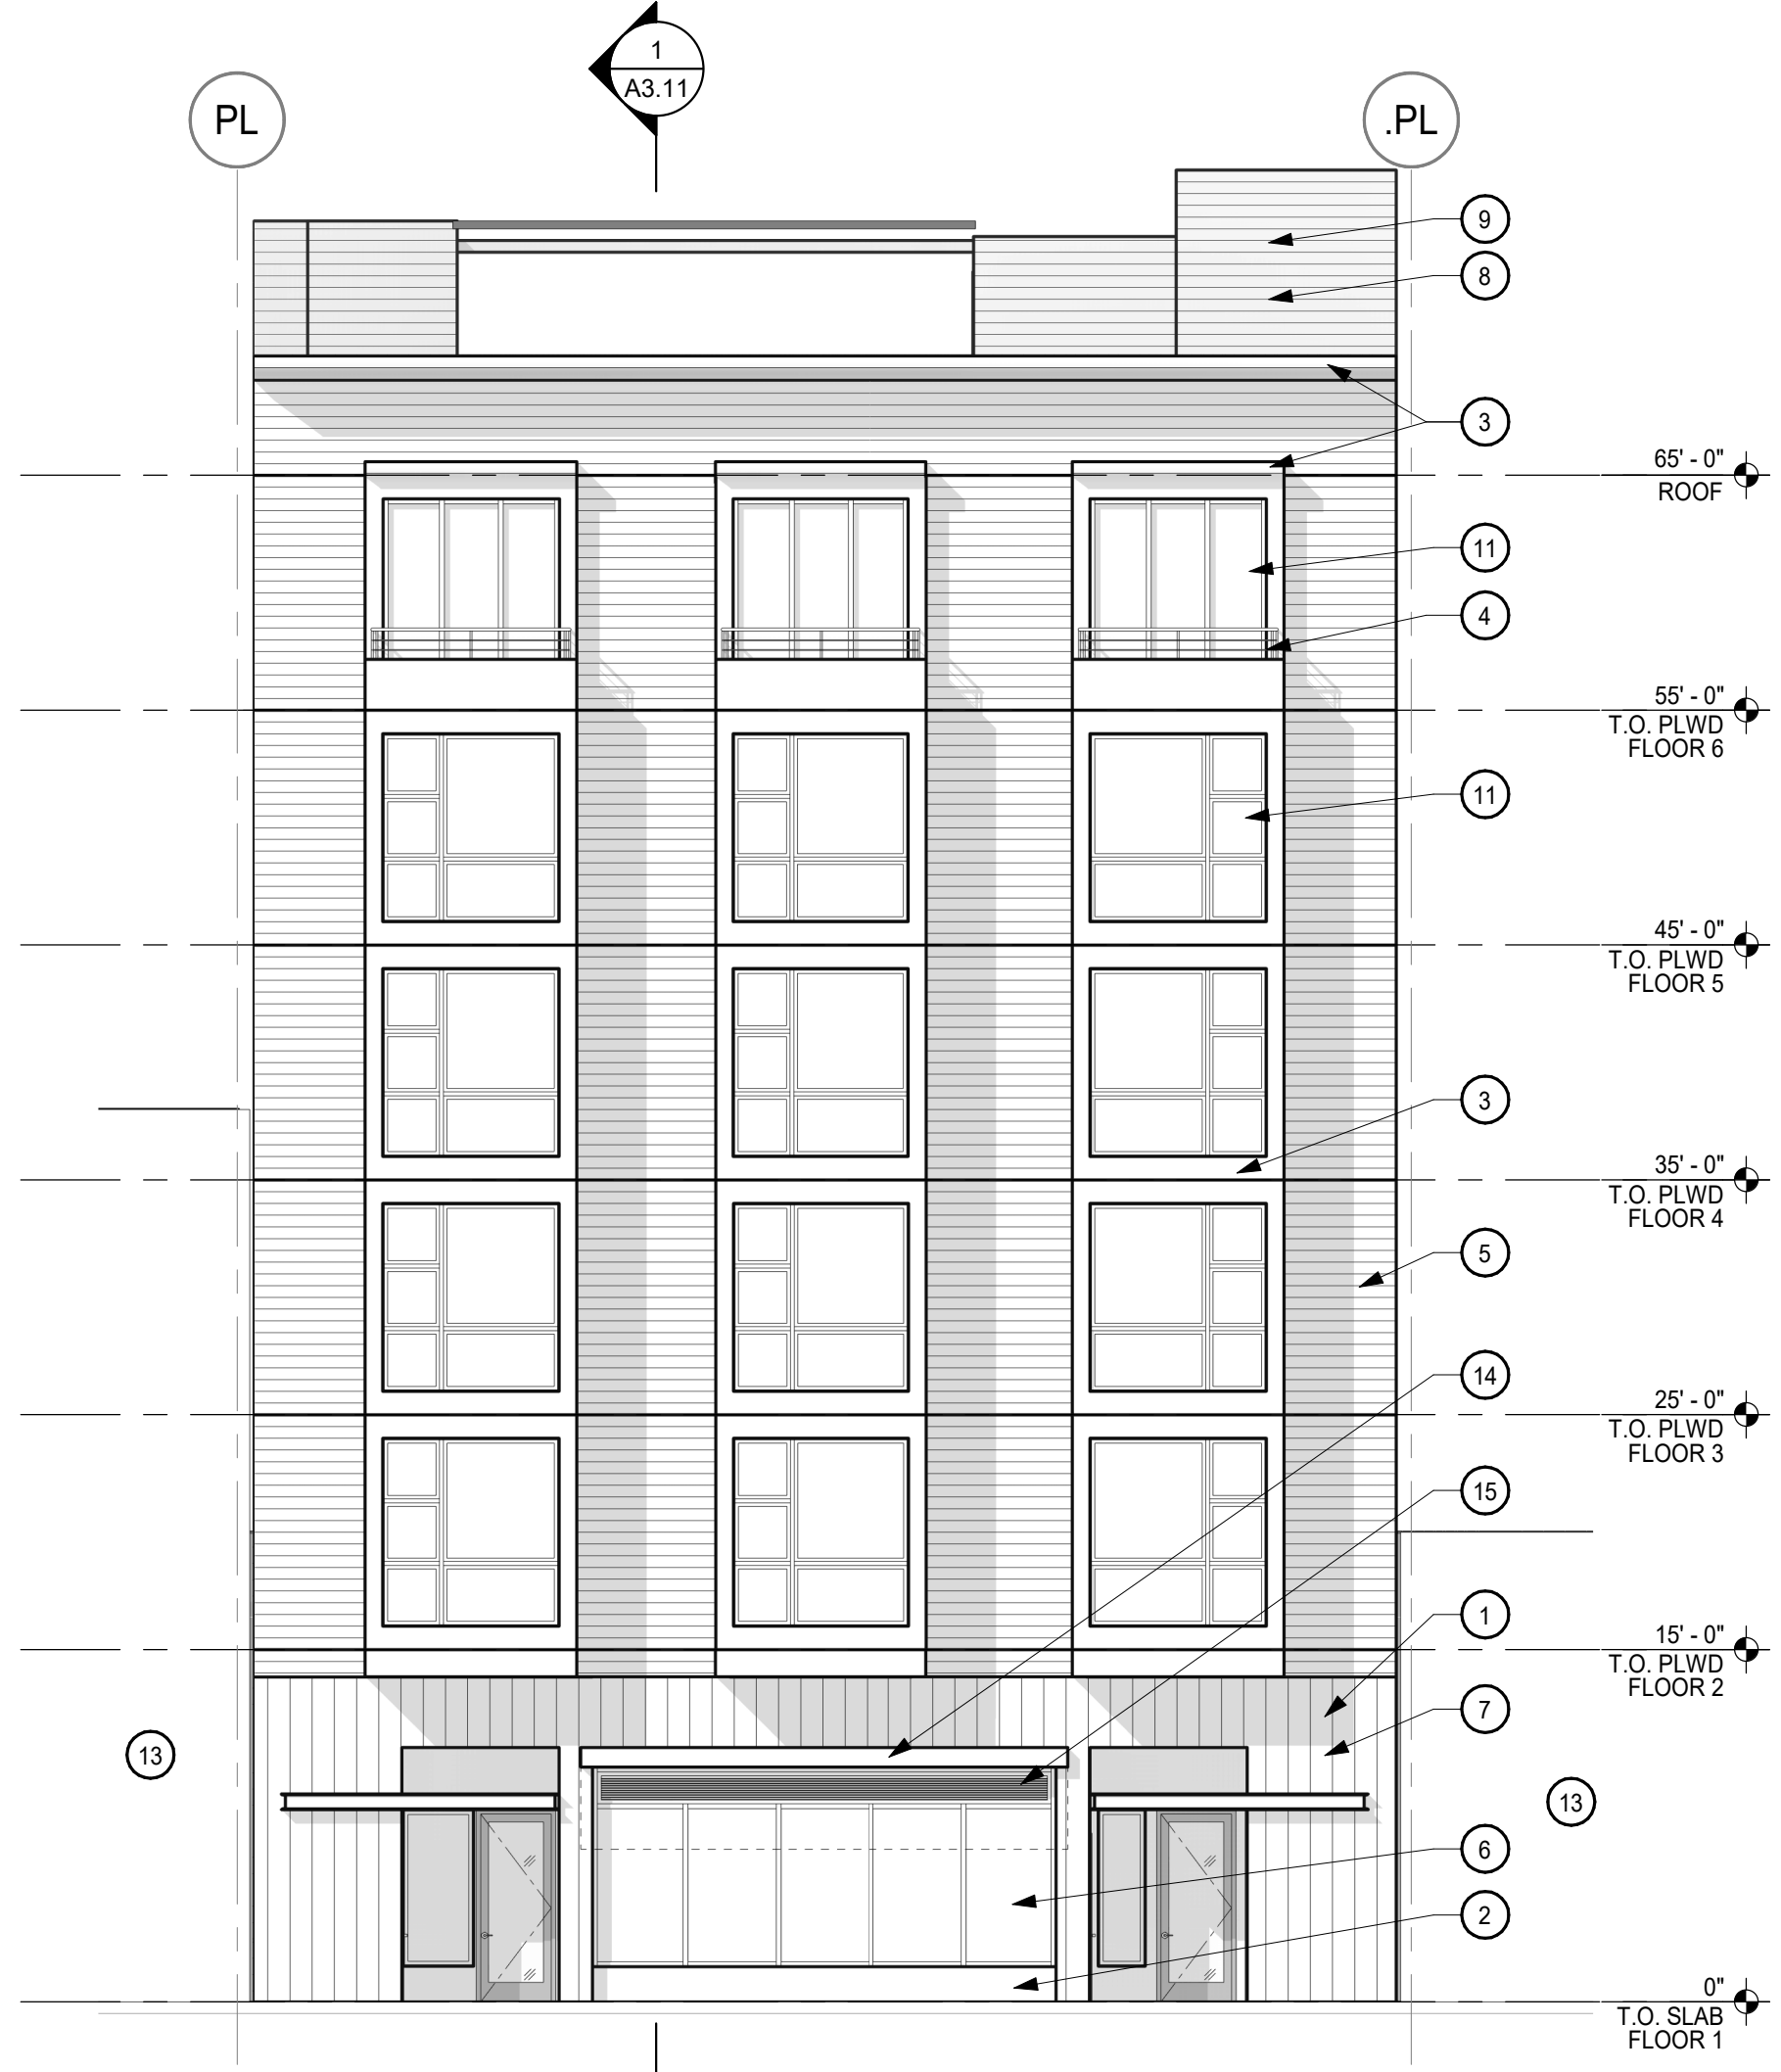 1
A3.11
PL
.PL
9
8
3
65' - 0"
ROOF
11
4
55' - 0"
T.O. PLWD
FLOOR 6
11
45' - 0"
T.O. PLWD
FLOOR 5
3
35' - 0"
T.O. PLWD
FLOOR 4
5
14
25' - 0"
T.O. PLWD
FLOOR 3
15
1
15' - 0"
T.O. PLWD
FLOOR 2
7
13
13
6
2
0"
T.O. SLAB
FLOOR 1